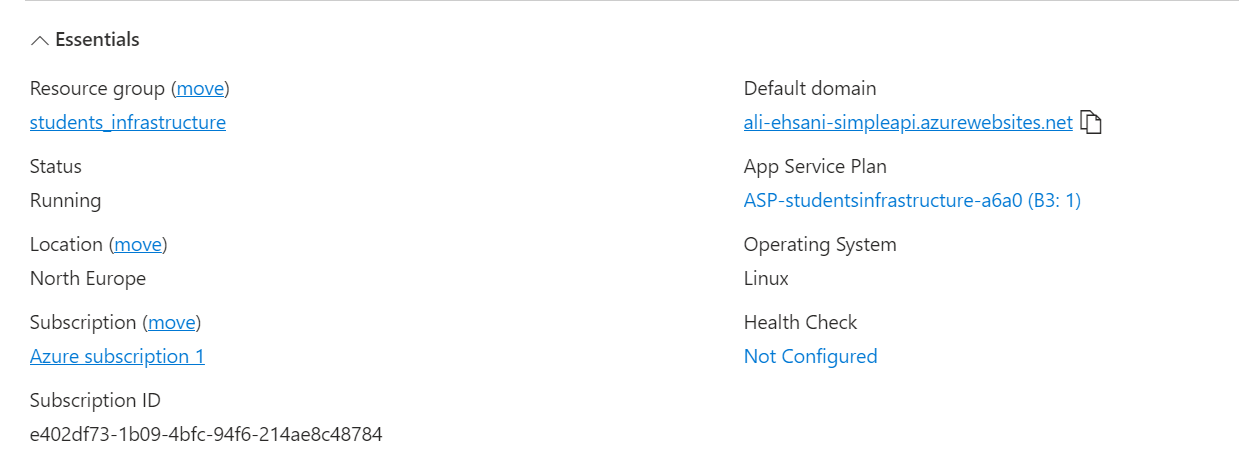 Essentials
Resource group (move)
students_infrastructure
Status
Running
Location (move)
North Europe
Subscription (move)
Azure subscription 1
Subscription ID
e402df73-1b09-4bfc-94f6-214ae8c48784
Default domain
ali-ehsani-simpleapi.azurewebsites.net
App Service Plan
ASP-studentsinfrastructure-a6a0 (B3: 1)
Operating System
Linux
Health Check
Not Configured